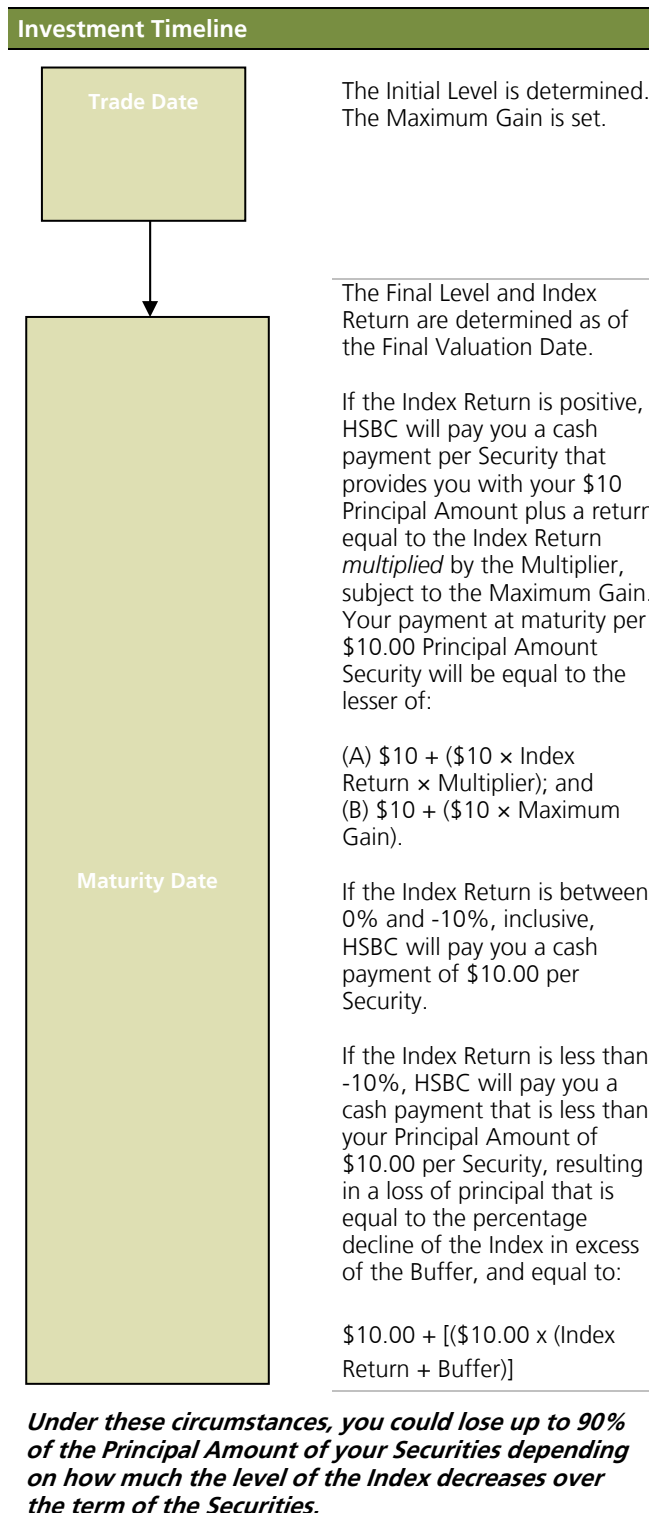 Investment Timeline
Trade Date
The Initial Level is determined.
The Maximum Gain is set.
The Final Level and Index
Return are determined as of
the Final Valuation Date.
If the Index Return is positive,
HSBC will pay you a cash
payment per Security that
provides you with your $10
Principal Amount plus a return
equal to the Index Return
multiplied by the Multiplier,
subject to the Maximum Gain.
Your payment at maturity per
$10.00 Principal Amount
Security will be equal to the
lesser of:
(A) $10 + ($10 × Index
Return × Multiplier); and
(B) $10 + ($10 × Maximum
Gain).
Maturity Date
If the Index Return is between
0% and -10%, inclusive,
HSBC will pay you a cash
payment of $10.00 per
Security.
If the Index Return is less than
-10%, HSBC will pay you a
cash payment that is less than
your Principal Amount of
$10.00 per Security, resulting
in a loss of principal that is
equal to the percentage
decline of the Index in excess
of the Buffer, and equal to:
$10.00 + [($10.00 x (Index
Return + Buffer)]
Under these circumstances, you could lose up to 90%
of the Principal Amount of your Securities depending
on how much the level of the Index decreases over
the term of the Securities.